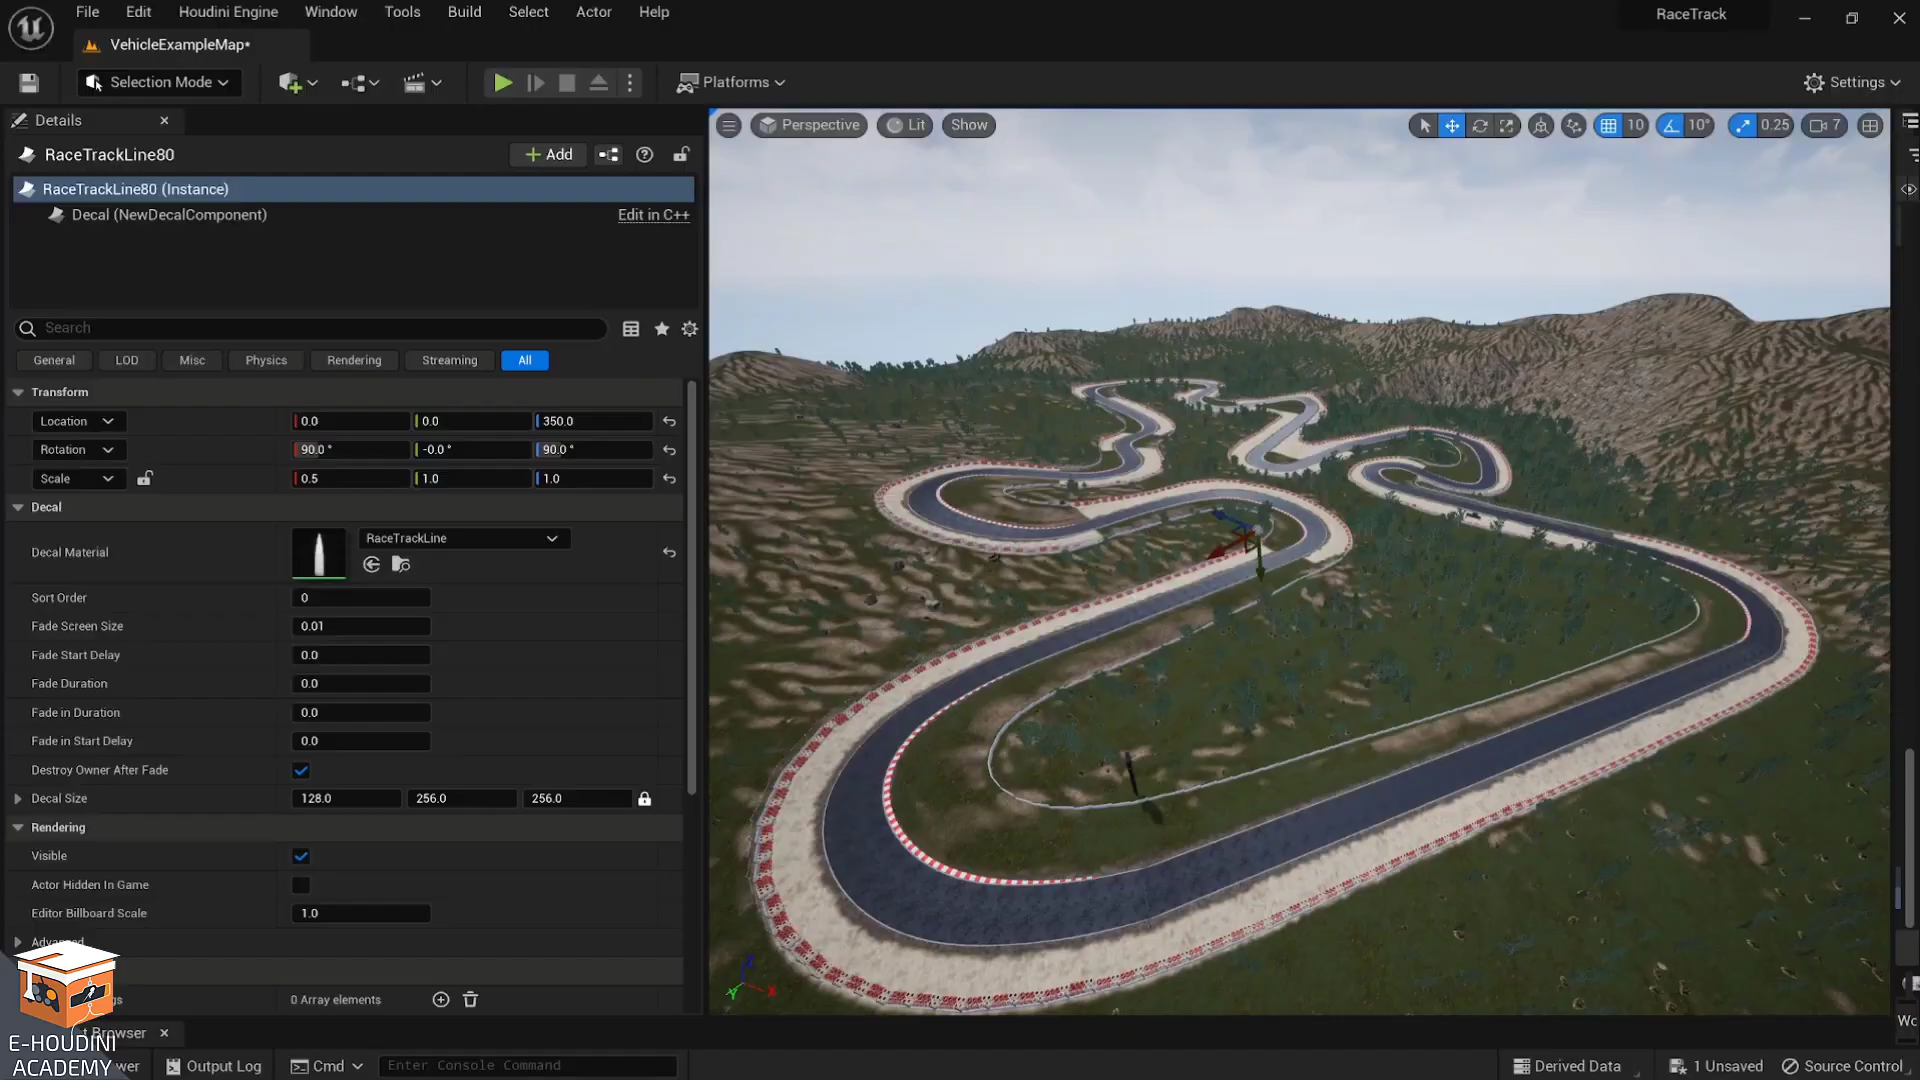 File Edit Houdini Engine Window Tools Build Select Actor Help
RaceTrack
VehicleExampleMap*
Selection Mode
Platforms
Settings
Details
Perspective Lit Show
10 10° 0.25 7
RaceTrackLine80
Add
RaceTrackLine80 (Instance)
Decal (NewDecalComponent) Edit in C++
Search
General LOD Misc Physics Rendering Streaming All
Transform
Location 0.0 0.0 350.0
Rotation 90.0 ° -0.0 ° 90.0 °
Scale 0.5 1.0 1.0
Decal
Decal Material RaceTrackLine
Sort Order 0
Fade Screen Size 0.01
Fade Start Delay 0.0
Fade Duration 0.0
Fade in Duration 0.0
Fade in Start Delay 0.0
Destroy Owner After Fade
Decal Size 128.0 256.0 256.0
Rendering
Visible
Actor Hidden In Game
Editor Billboard Scale 1.0
Advanced
0 Array elements
Z Y X
Browser
Wc
E-HOUDINI
ACADEMY
Output Log Cmd Enter Console Command
Derived Data 1 Unsaved Source Control